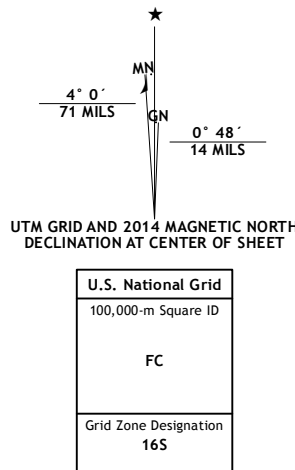 ★
MN
4° 0´
71 MILS
GN
0° 48´
14 MILS
UTM GRID AND 2014 MAGNETIC NORTH
DECLINATION AT CENTER OF SHEET
U.S. National Grid
100,000-m Square ID
FC
Grid Zone Designation
16S